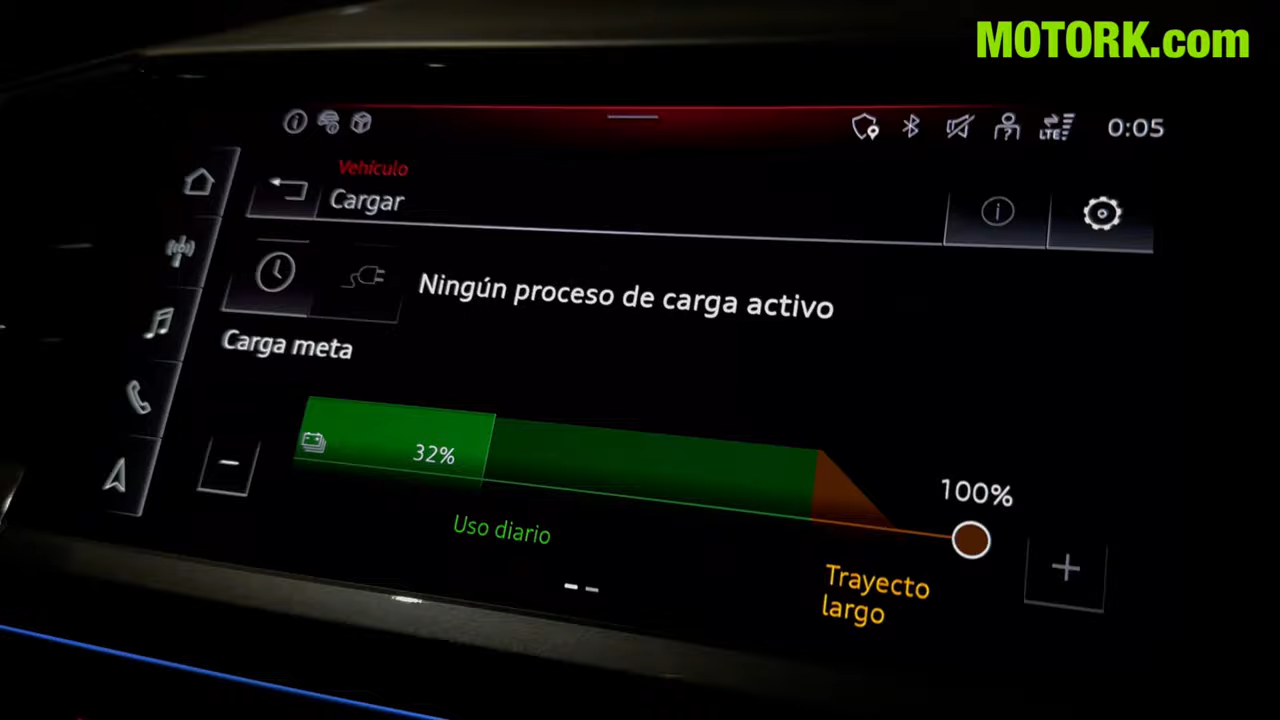 MOTORK.com
LTE
0:05
Vehículo
Cargar
Ningún proceso de carga activo
Carga meta
32%
100%
Uso diario
Trayecto
largo